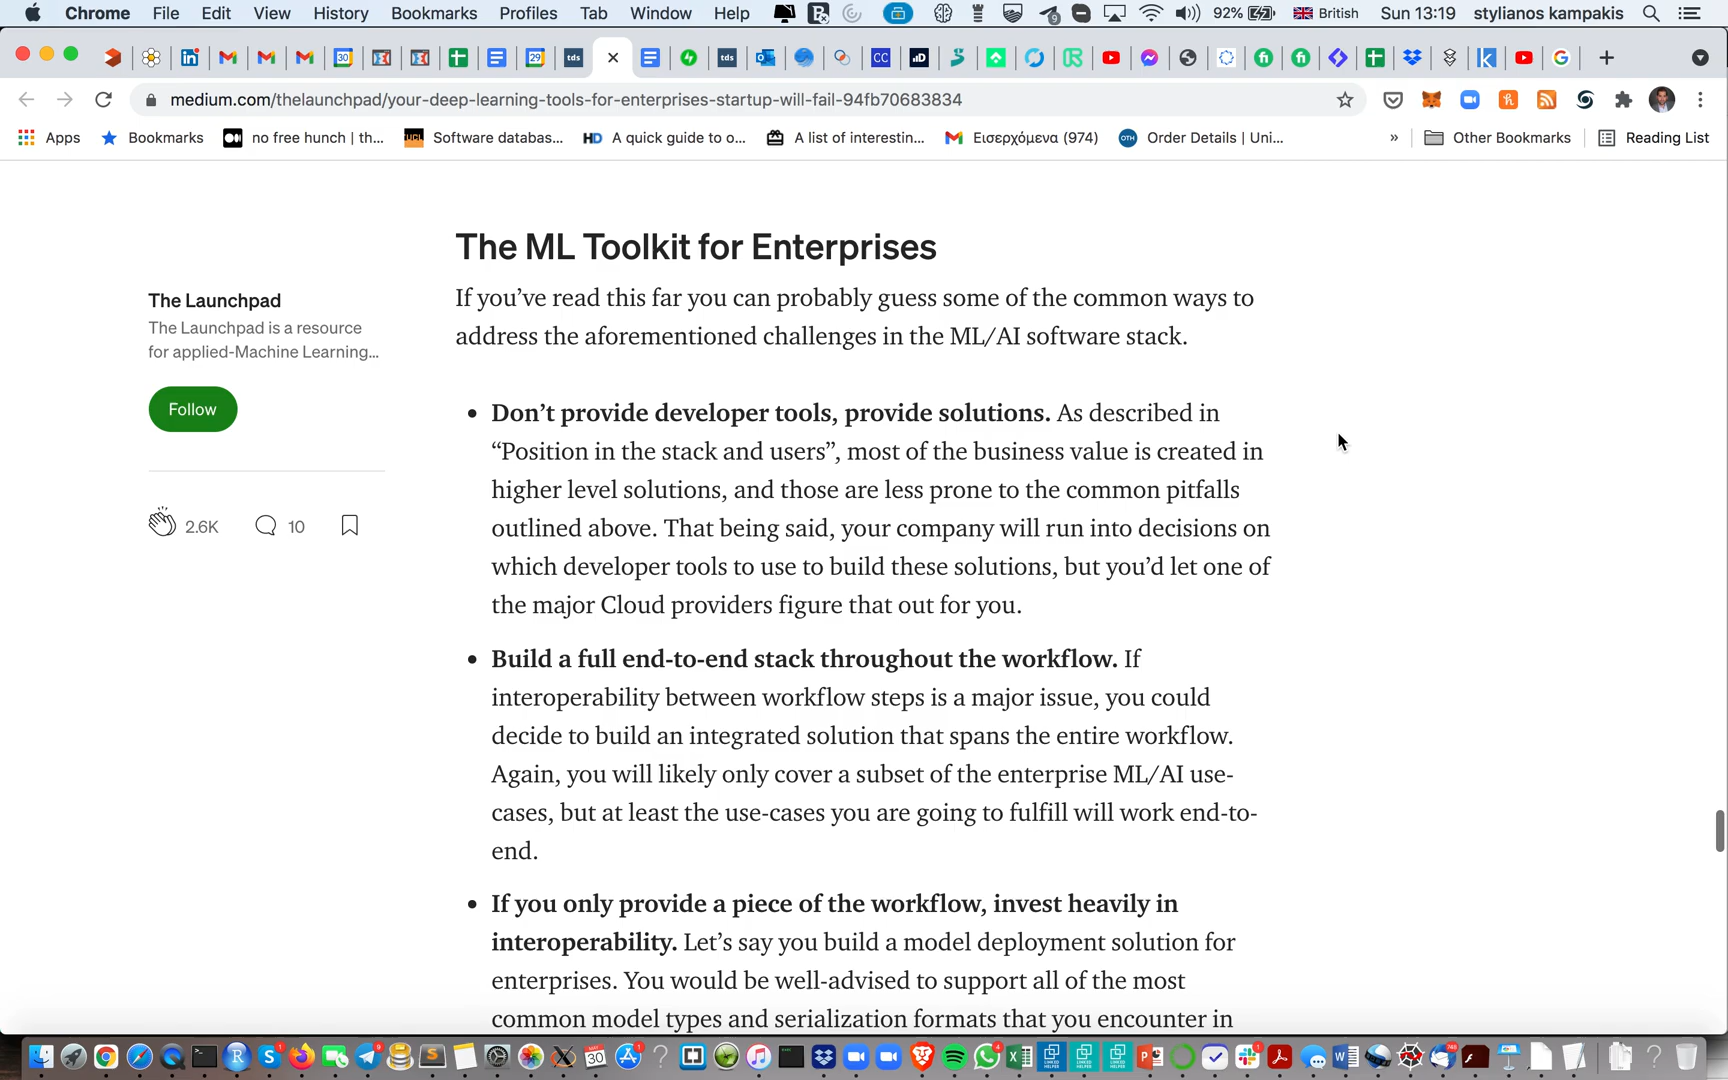 Chrome File Edit View History Bookmarks Profiles Tab Window Help 92% British Sun 13:19 stylianos kampakis
medium.com/thelaunchpad/your-deep-learning-tools-for-enterprises-startup-will-fail-94fb70683834
Apps Bookmarks no free hunch | th... Software databas... A quick guide to o... A list of interestin... Εισερχόμενα (974) Order Details | Uni... » Other Bookmarks Reading List
The ML Toolkit for Enterprises
If you’ve read this far you can probably guess some of the common ways to
address the aforementioned challenges in the ML/AI software stack.
The Launchpad
The Launchpad is a resource
for applied-Machine Learning...
Follow
2.6K 10
• Don’t provide developer tools, provide solutions. As described in
“Position in the stack and users”, most of the business value is created in
higher level solutions, and those are less prone to the common pitfalls
outlined above. That being said, your company will run into decisions on
which developer tools to use to build these solutions, but you’d let one of
the major Cloud providers figure that out for you.
• Build a full end-to-end stack throughout the workflow. If
interoperability between workflow steps is a major issue, you could
decide to build an integrated solution that spans the entire workflow.
Again, you will likely only cover a subset of the enterprise ML/AI use-
cases, but at least the use-cases you are going to fulfill will work end-to-
end.
• If you only provide a piece of the workflow, invest heavily in
interoperability. Let’s say you build a model deployment solution for
enterprises. You would be well-advised to support all of the most
common model types and serialization formats that you encounter in